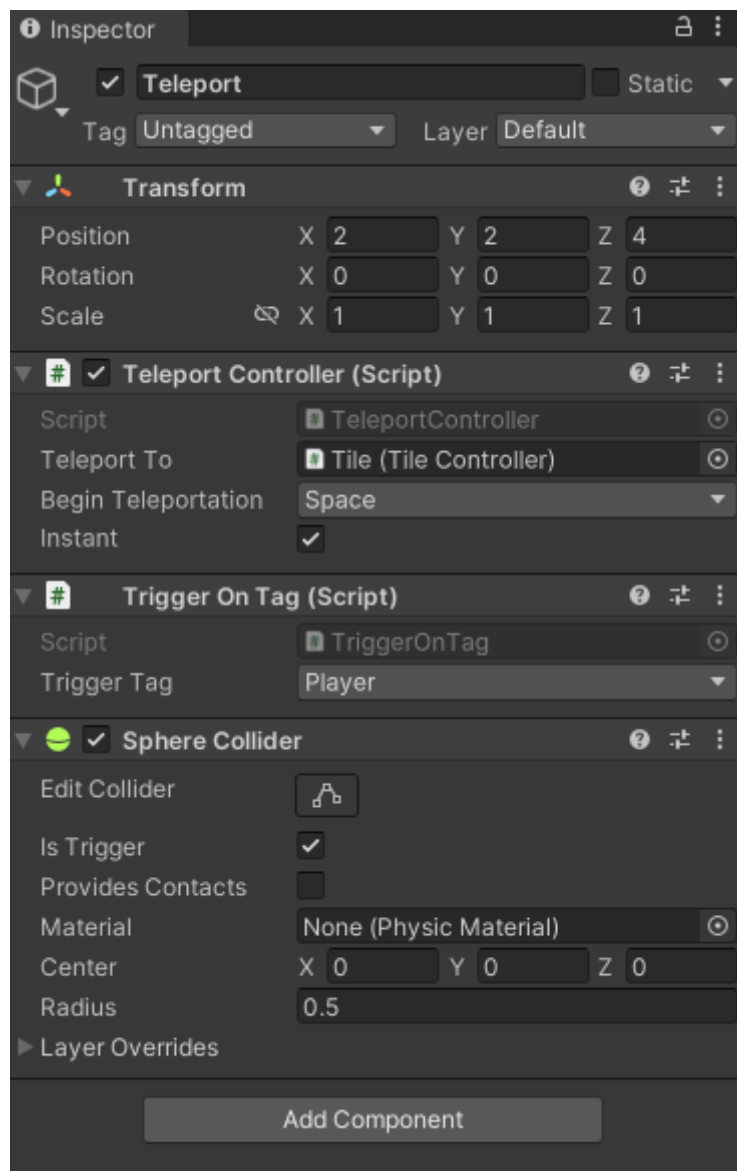 Inspector
Teleport Static
Tag Untagged Layer Default
Transform
Position X 2 Y 2 Z 4
Rotation X 0 Y 0 Z 0
Scale X 1 Y 1 Z 1
# Teleport Controller (Script)
Script # TeleportController
Teleport To # Tile (Tile Controller)
Begin Teleportation Space
Instant
# Trigger On Tag (Script)
Script # TriggerOnTag
Trigger Tag Player
Sphere Collider
Edit Collider
Is Trigger
Provides Contacts
Material None (Physic Material)
Center X 0 Y 0 Z 0
Radius 0.5
Layer Overrides
Add Component